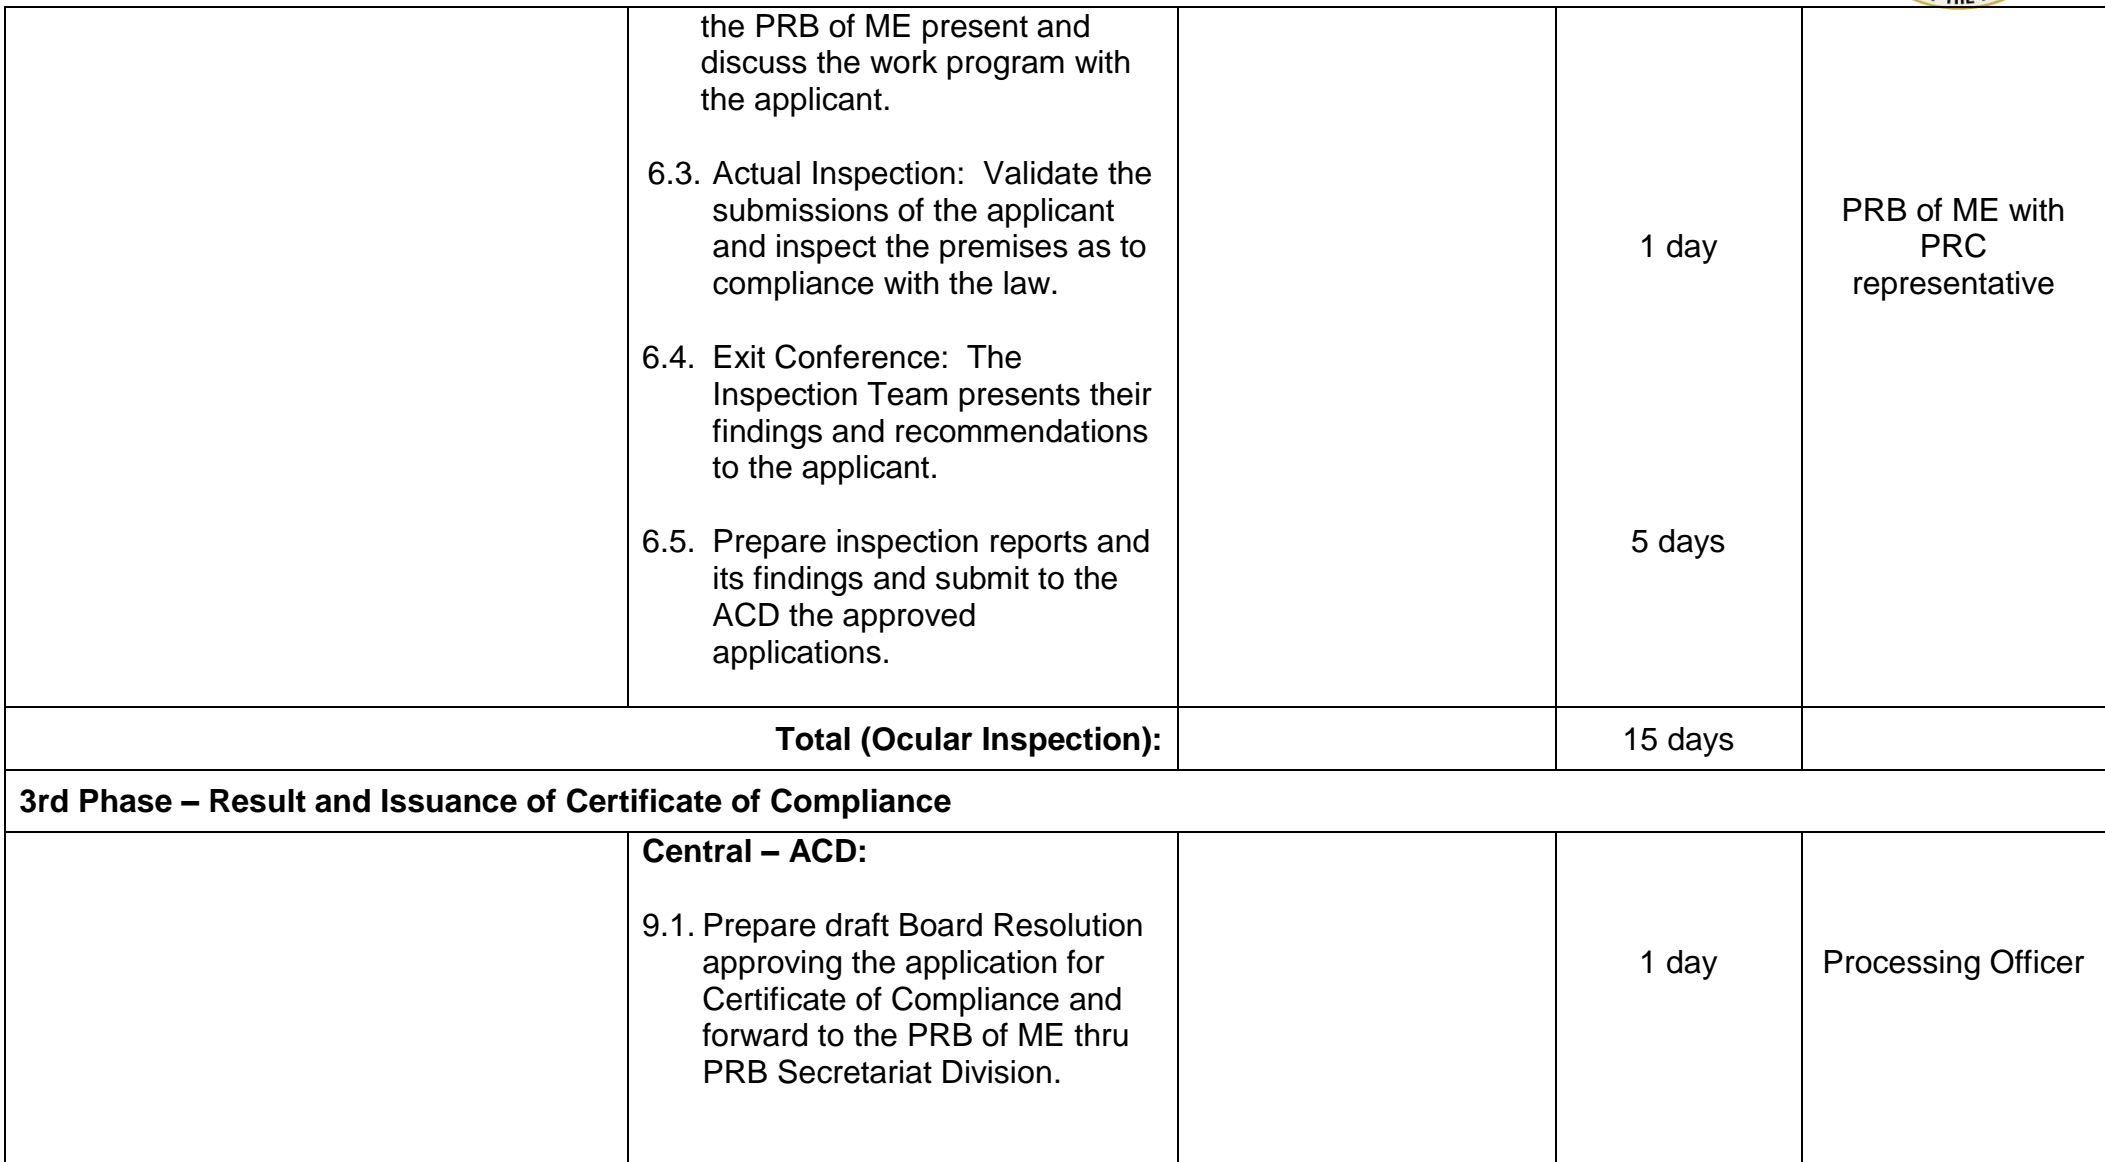 THE
the PRB of ME present and
discuss the work program with
the applicant.
6.3. Actual Inspection: Validate the
submissions of the applicant
and inspect the premises as to
compliance with the law.
1 day
PRB of ME with
PRC
representative
6.4. Exit Conference: The
Inspection Team presents their
findings and recommendations
to the applicant.
6.5. Prepare inspection reports and
its findings and submit to the
ACD the approved
applications.
5 days
Total (Ocular Inspection):
15 days
3rd Phase – Result and Issuance of Certificate of Compliance
Central – ACD:
9.1. Prepare draft Board Resolution
approving the application for
Certificate of Compliance and
forward to the PRB of ME thru
PRB Secretariat Division.
1 day
Processing Officer